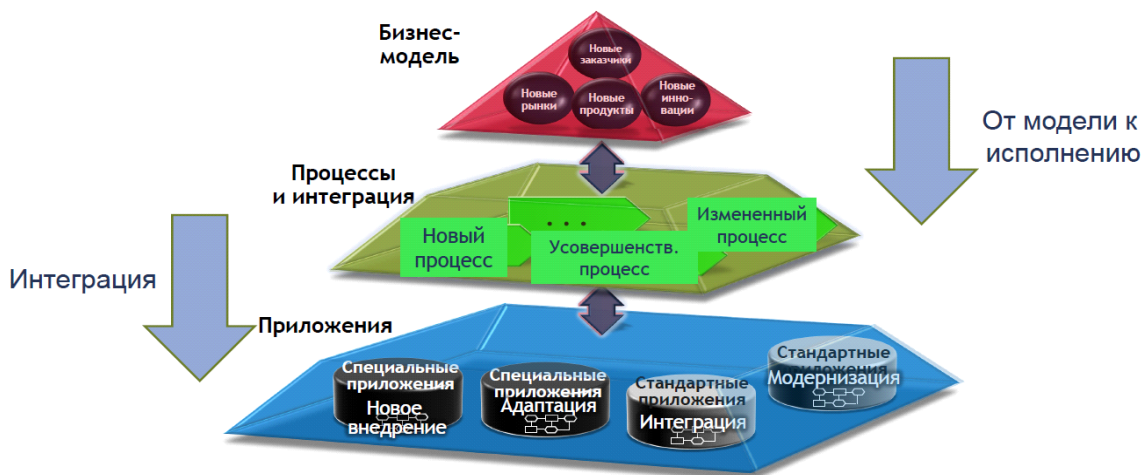 Бизнес-
модель
Новые
заказчики
Новые
рынки
Новые
продукты
Новые
инно-
вации
От модели к
исполнению
Процессы
и интеграция
Новый
процесс
. . .
Усовершенств.
процесс
Измененный
процесс
Интеграция
Приложения
Специальные
приложения
Новое
внедрение
Специальные
приложения
Адаптация
Стандартные
приложения
Интеграция
Стандартные
приложения
Модернизация